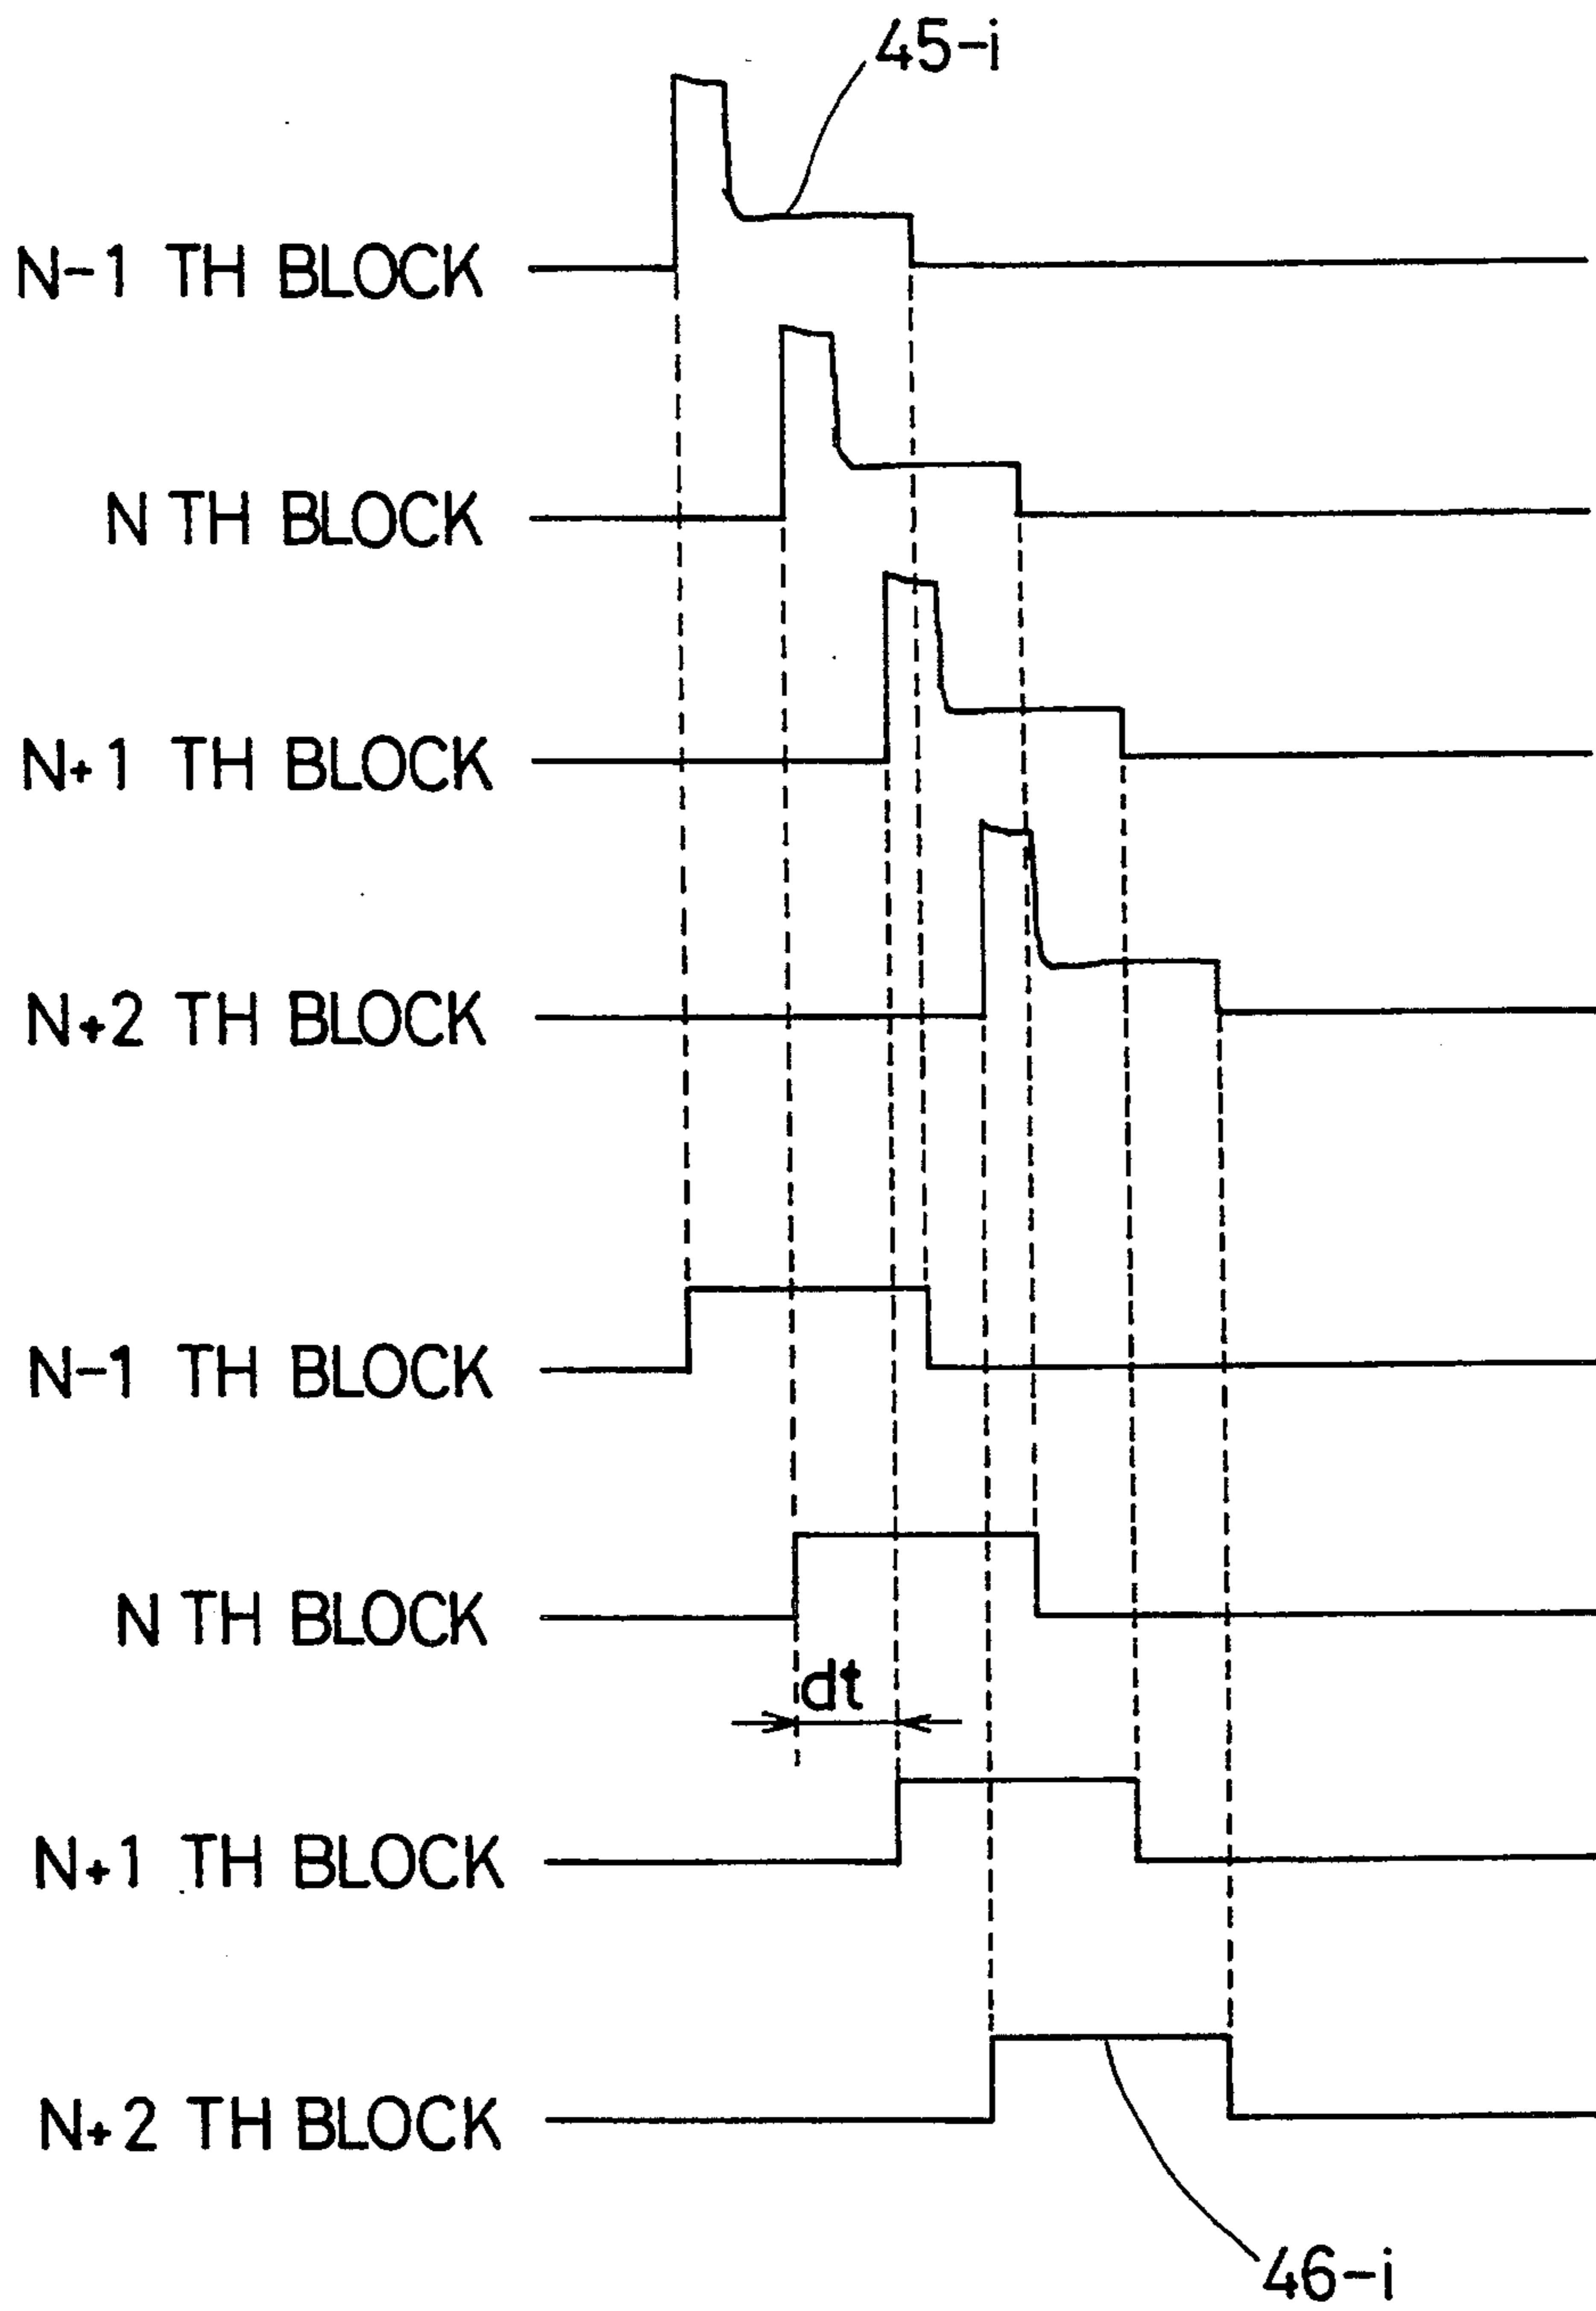 45-i
N-1 TH BLOCK
N TH BLOCK
N+1 TH BLOCK
N+2 TH BLOCK
N-1 TH BLOCK
N TH BLOCK
dt
N+1 TH BLOCK
N+2 TH BLOCK
46-i